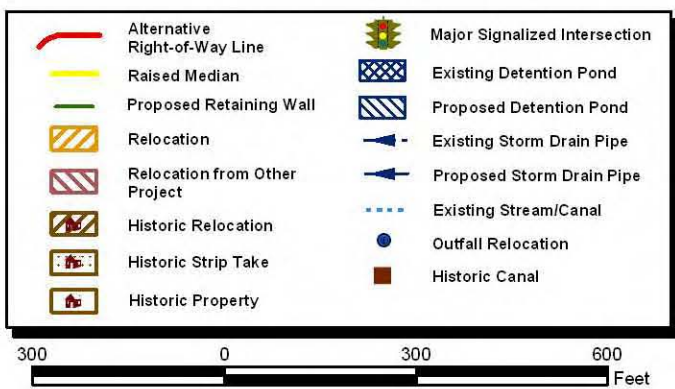 Alternative
Right-of-Way Line
Raised Median
Proposed Retaining Wall
Relocation
Relocation from Other
Project
Historic Relocation
Historic Strip Take
Historic Property
Major Signalized Intersection
Existing Detention Pond
Proposed Detention Pond
Existing Storm Drain Pipe
Proposed Storm Drain Pipe
Existing Stream/Canal
Outfall Relocation
Historic Canal
300 0 300 600
Feet